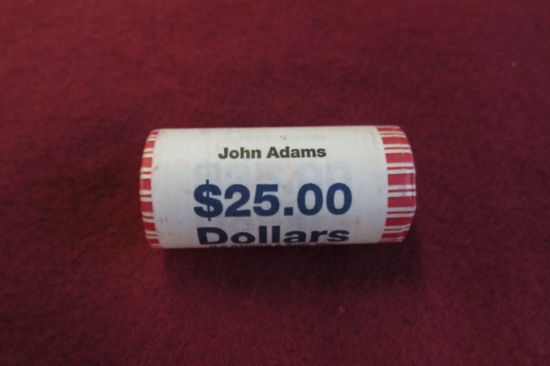 John Adams
$25.00
Dollars